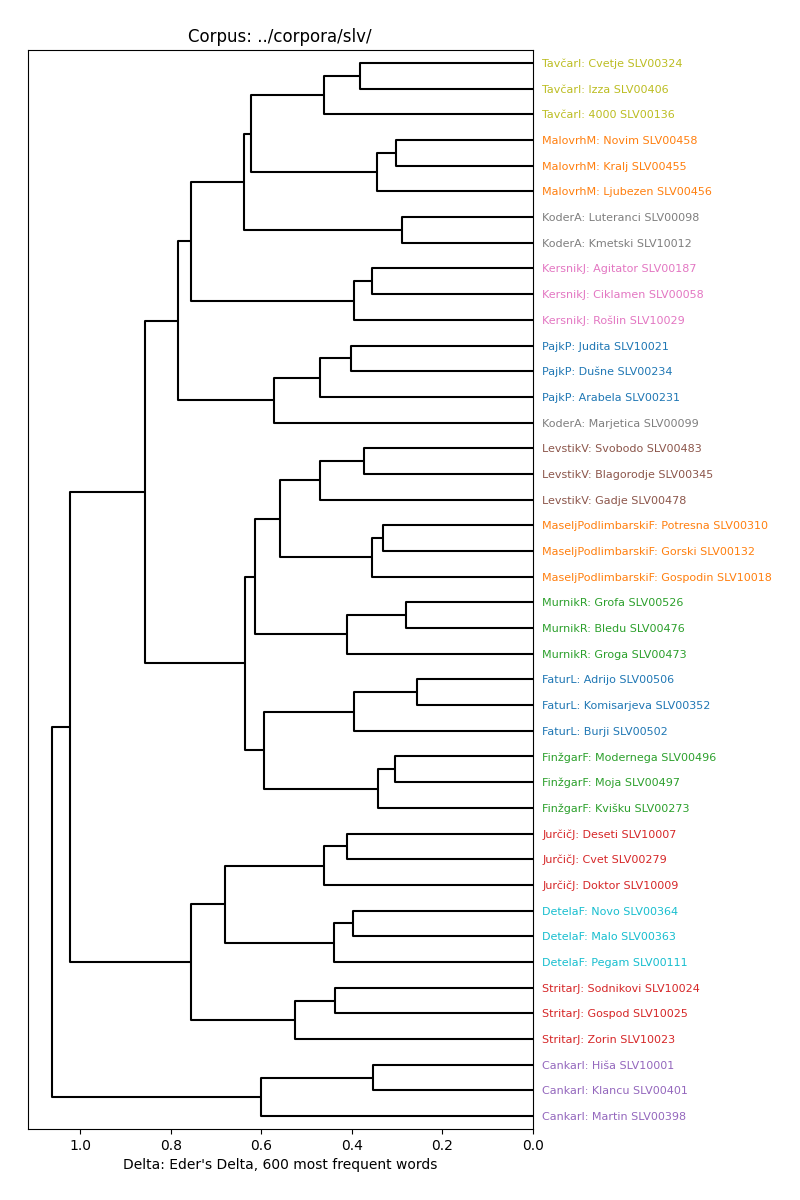 Corpus: ../corpora/slv/
TavčarI: Cvetje SLV00324
TavčarI: Izza SLV00406
TavčarI: 4000 SLV00136
MalovrhM: Novim SLV00458
MalovrhM: Kralj SLV00455
MalovrhM: Ljubezen SLV00456
KoderA: Luteranci SLV00098
KoderA: Kmetski SLV10012
KersnikJ: Agitator SLV00187
KersnikJ: Ciklamen SLV00058
KersnikJ: Rošlin SLV10029
PajkP: Judita SLV10021
PajkP: Dušne SLV00234
PajkP: Arabela SLV00231
KoderA: Marjetica SLV00099
LevstikV: Svobodo SLV00483
LevstikV: Blagorodje SLV00345
LevstikV: Gadje SLV00478
MaseljPodlimbarskiF: Potresna SLV00310
MaseljPodlimbarskiF: Gorski SLV00132
MaseljPodlimbarskiF: Gospodin SLV10018
MurnikR: Grofa SLV00526
MurnikR: Bledu SLV00476
MurnikR: Groga SLV00473
FaturL: Adrijo SLV00506
FaturL: Komisarjeva SLV00352
FaturL: Burji SLV00502
FinžgarF: Modernega SLV00496
FinžgarF: Moja SLV00497
FinžgarF: Kvišku SLV00273
JurčičJ: Deseti SLV10007
JurčičJ: Cvet SLV00279
JurčičJ: Doktor SLV10009
DetelaF: Novo SLV00364
DetelaF: Malo SLV00363
DetelaF: Pegam SLV00111
StritarJ: Sodnikovi SLV10024
StritarJ: Gospod SLV10025
StritarJ: Zorin SLV10023
CankarI: Hiša SLV10001
CankarI: Klancu SLV00401
CankarI: Martin SLV00398
1.0 0.8 0.6 0.4 0.2 0.0
Delta: Eder's Delta, 600 most frequent words